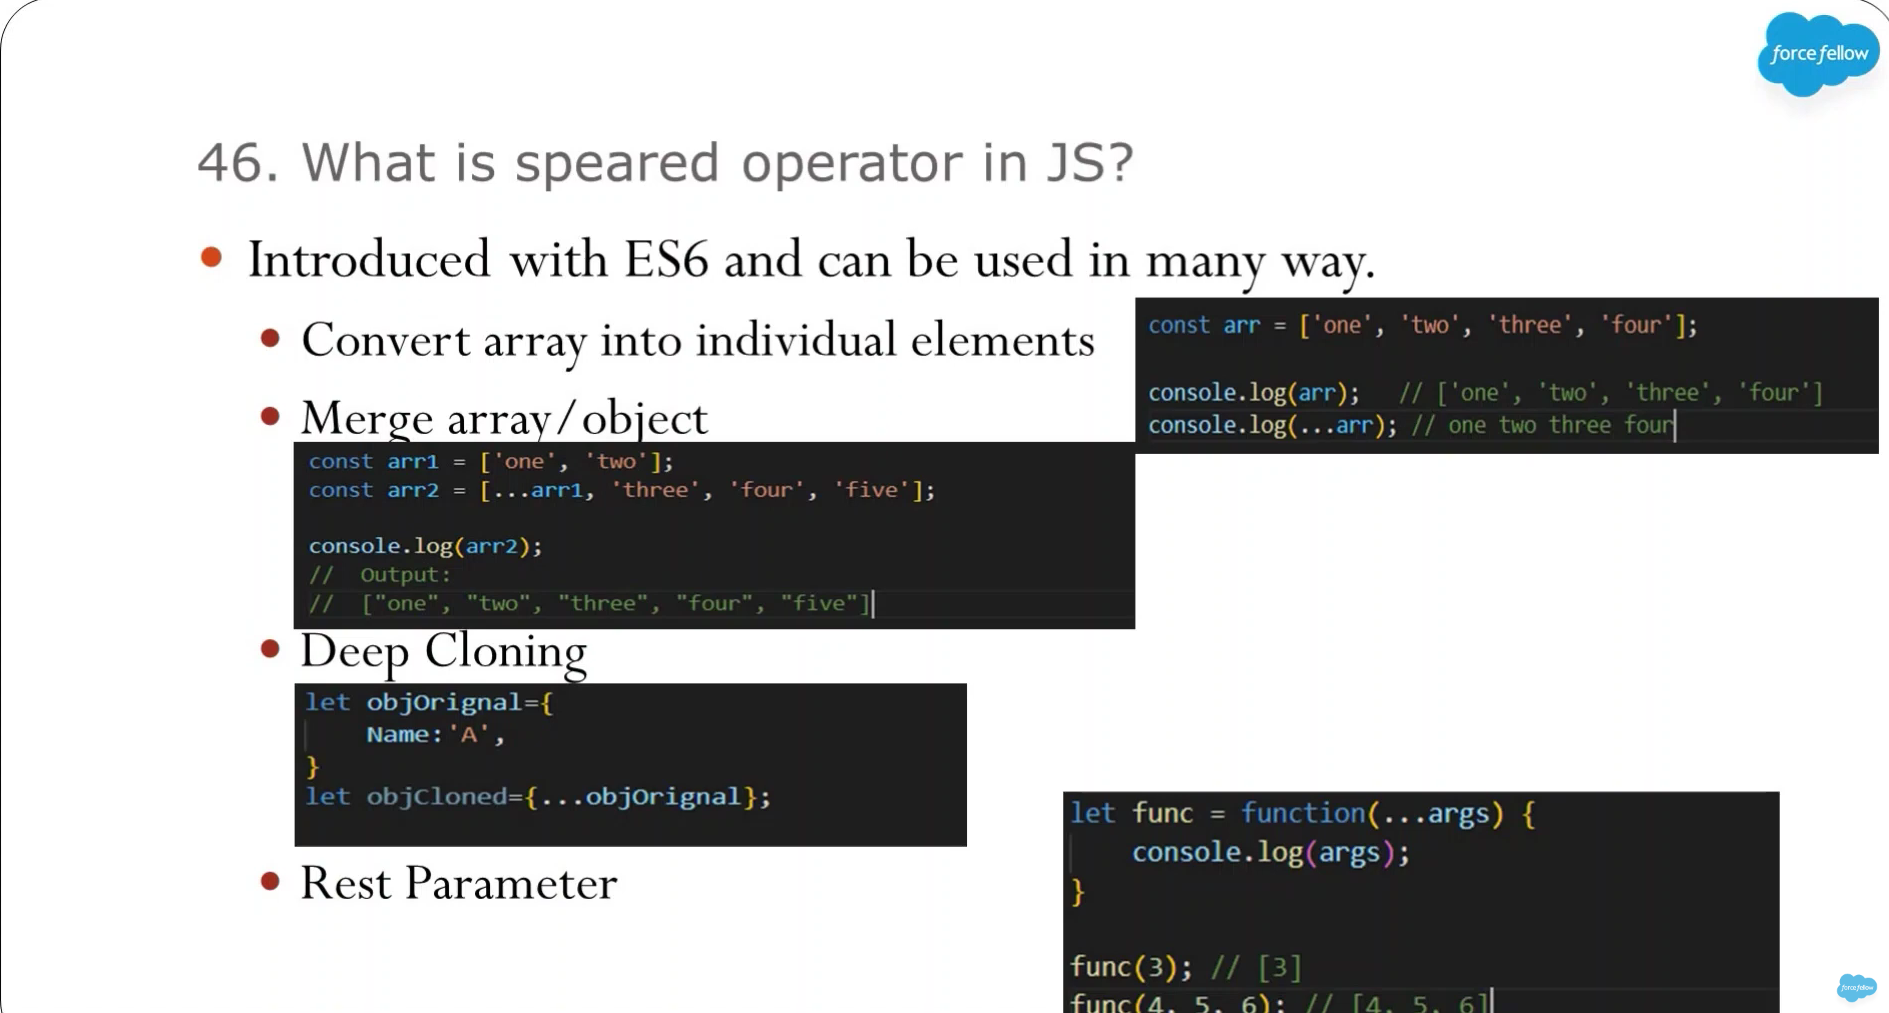 force fellow
46. What is speared operator in JS?
Introduced with ES6 and can be used in many way.
Convert array into individual elements
const arr = ['one', 'two', 'three', 'four'];
console.log(arr);   // ['one', 'two', 'three', 'four']
console.log(...arr); // one two three four
Merge array/object
const arr1 = ['one', 'two'];
const arr2 = [...arr1, 'three', 'four', 'five'];
console.log(arr2);
//  Output:
//  ["one", "two", "three", "four", "five"]
Deep Cloning
let objOrignal={
Name:'A',
}
let objCloned={...objOrignal};
Rest Parameter
let func = function(...args) {
console.log(args);
}
func(3); // [3]
func(4, 5, 6); // [4, 5, 6]
force fellow